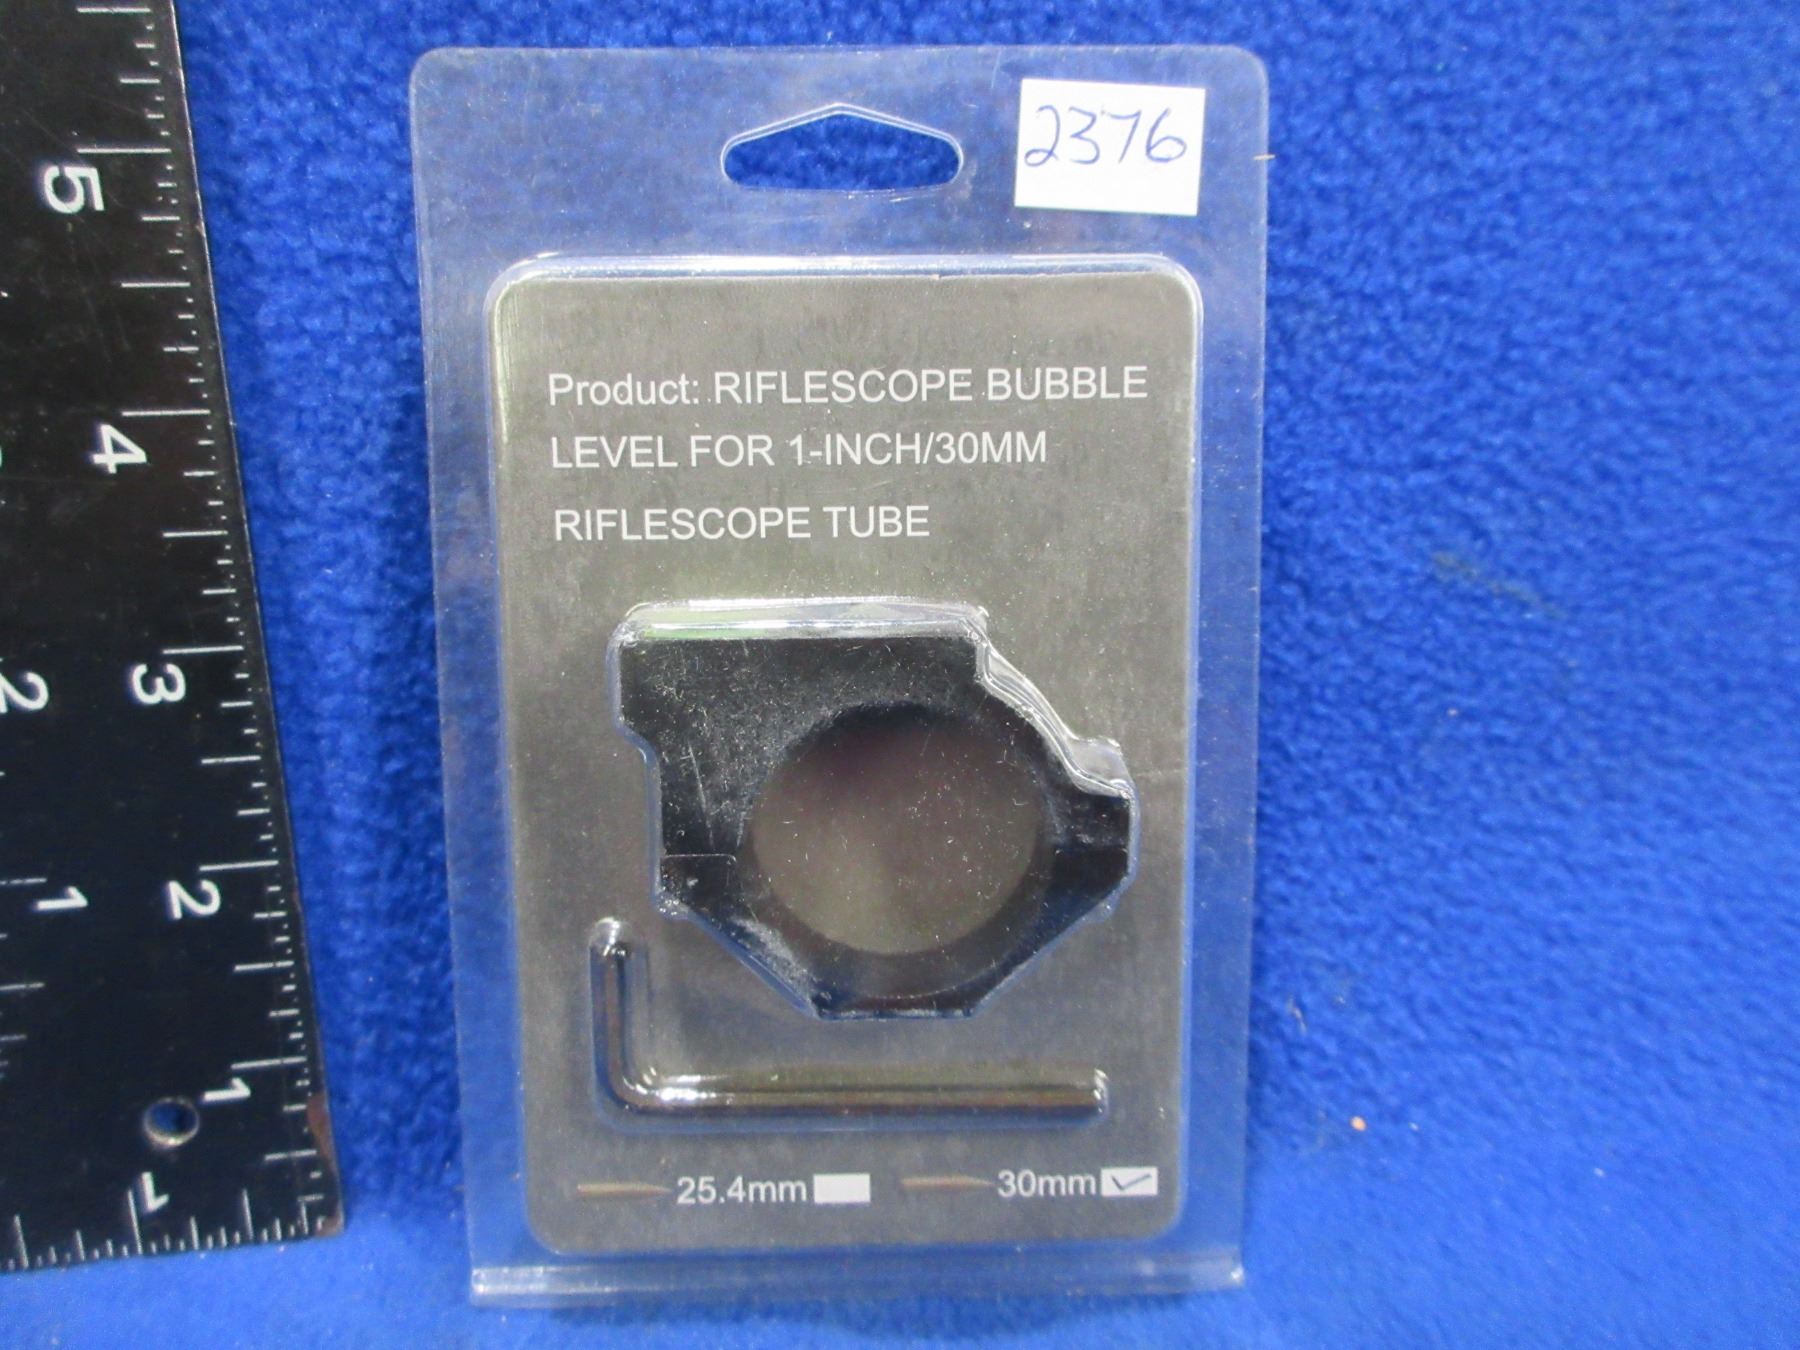 2376
Product: RIFLESCOPE BUBBLE
LEVEL FOR 1-INCH/30MM
RIFLESCOPE TUBE
25.4mm 30mm
5
4
3
2
1
2
1
1